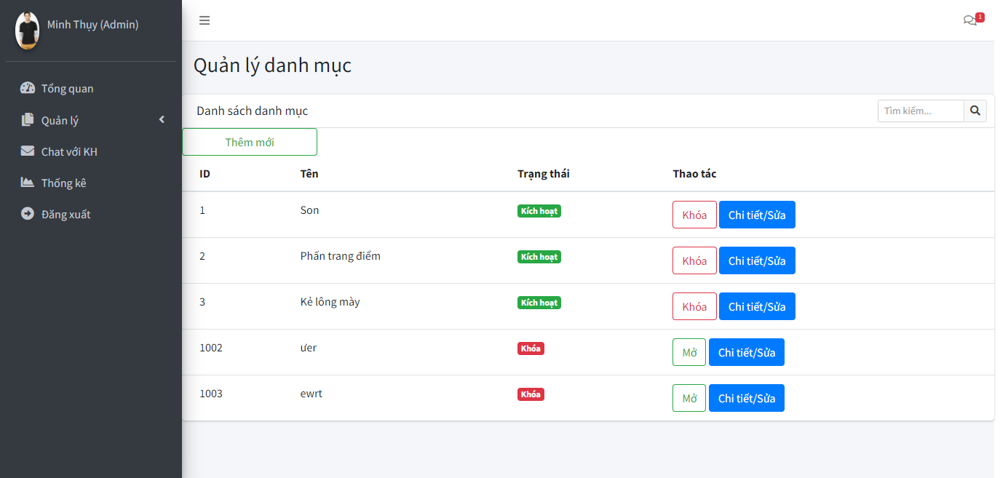 Minh Thụy (Admin)
1
Tổng quan
Quản lý
Chat với KH
Thống kê
Đăng xuất
Quản lý danh mục
Danh sách danh mục
Tìm kiếm...
Thêm mới
ID Tên Trạng thái Thao tác
1 Son Kích hoạt Khóa Chi tiết/Sửa
2 Phấn trang điểm Kích hoạt Khóa Chi tiết/Sửa
3 Kẻ lông mày Kích hoạt Khóa Chi tiết/Sửa
1002 ưer Khóa Mở Chi tiết/Sửa
1003 ewrt Khóa Mở Chi tiết/Sửa